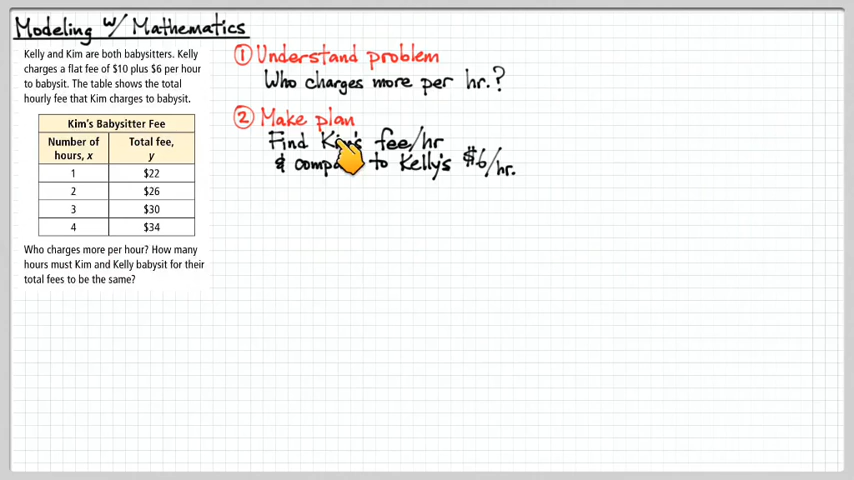 Modeling w/ Mathematics
Kelly and Kim are both babysitters. Kelly
charges a flat fee of $10 plus $6 per hour
to babysit. The table shows the total
hourly fee that Kim charges to babysit.
Kim's Babysitter Fee
Number of hours, x Total fee, y
1 $22
2 $26
3 $30
4 $34
Who charges more per hour? How many
hours must Kim and Kelly babysit for their
total fees to be the same?
① Understand problem
Who charges more per hr.?
② Make plan
Find Kim's fee/hr
& to Kelly's $6/hr.